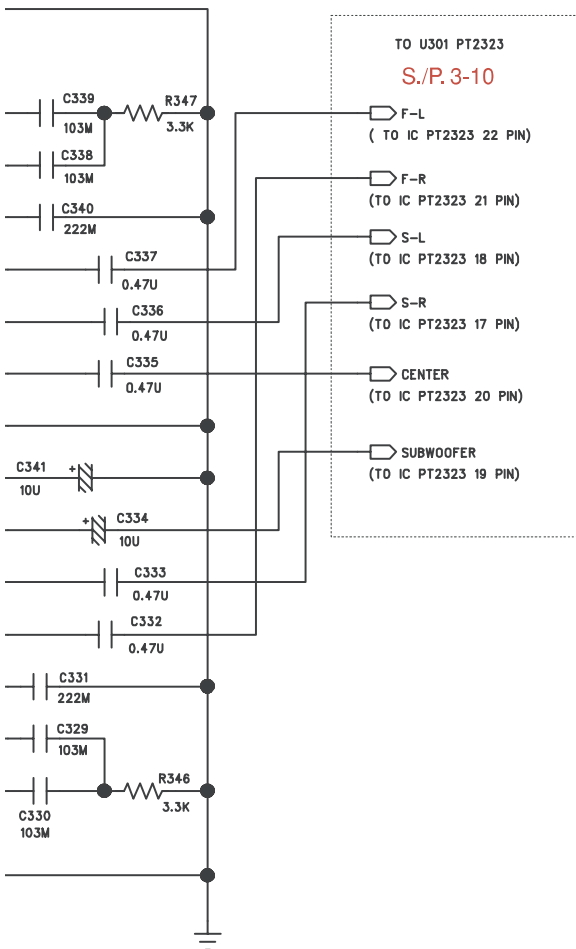 TO U301 PT2323
S./P. 3-10
C339
103M
R347
3.3K
F-L
( TO IC PT2323 22 PIN)
C338
103M
F-R
(TO IC PT2323 21 PIN)
C340
222M
S-L
(TO IC PT2323 18 PIN)
C337
0.47U
S-R
(TO IC PT2323 17 PIN)
C336
0.47U
C335
0.47U
CENTER
(TO IC PT2323 20 PIN)
SUBWOOFER
(TO IC PT2323 19 PIN)
C341
+
10U
C334
+
10U
C333
0.47U
C332
0.47U
C331
222M
C329
103M
R346
3.3K
C330
103M